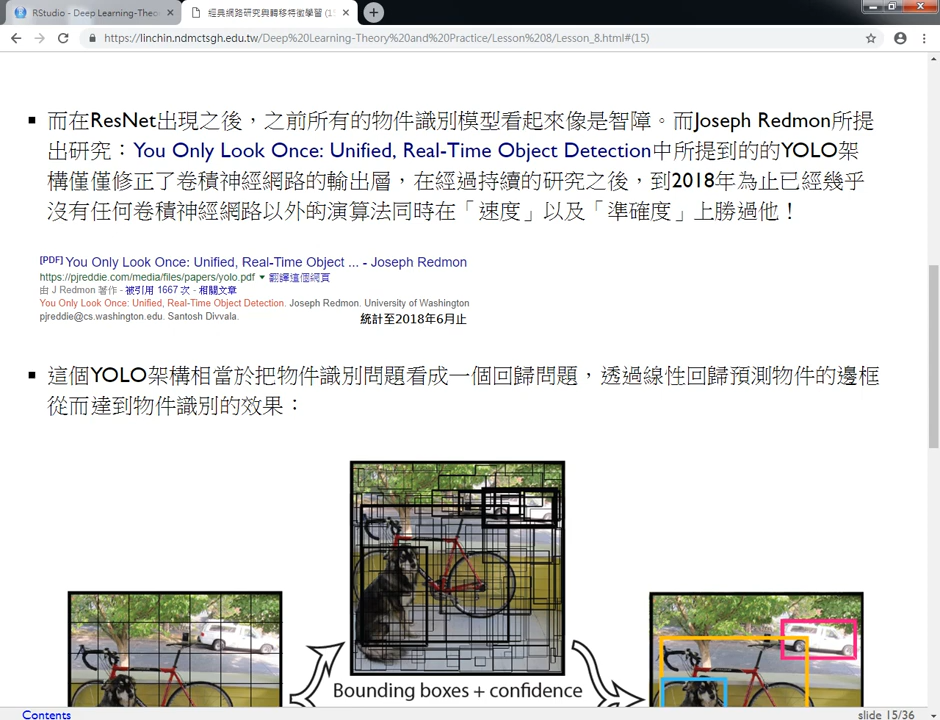 RStudio - Deep Learning-Theo
經典網路研究與轉移特徵學習 (15
https://linchin.ndmctsgh.edu.tw/Deep%20Learning-Theory%20and%20Practice/Lesson%208/Lesson_8.html#(15)
而在ResNet出現之後，之前所有的物件識別模型看起來像是智障。而Joseph Redmon所提
出研究：You Only Look Once: Unified, Real-Time Object Detection中所提到的的YOLO架
構僅僅修正了卷積神經網路的輸出層，在經過持續的研究之後，到2018年為止已經幾乎
沒有任何卷積神經網路以外的演算法同時在「速度」以及「準確度」上勝過他！
[PDF] You Only Look Once: Unified, Real-Time Object ... - Joseph Redmon
https://pjreddie.com/media/files/papers/yolo.pdf ▼ 翻譯這個網頁
由 J Redmon 著作 - 被引用 1667 次 - 相關文章
You Only Look Once: Unified, Real-Time Object Detection. Joseph Redmon. University of Washington
pjreddie@cs.washington.edu. Santosh Divvala.
統計至2018年6月止
這個YOLO架構相當於把物件識別問題看成一個回歸問題，透過線性回歸預測物件的邊框
從而達到物件識別的效果：
Bounding boxes + confidence
Contents
slide 15/36